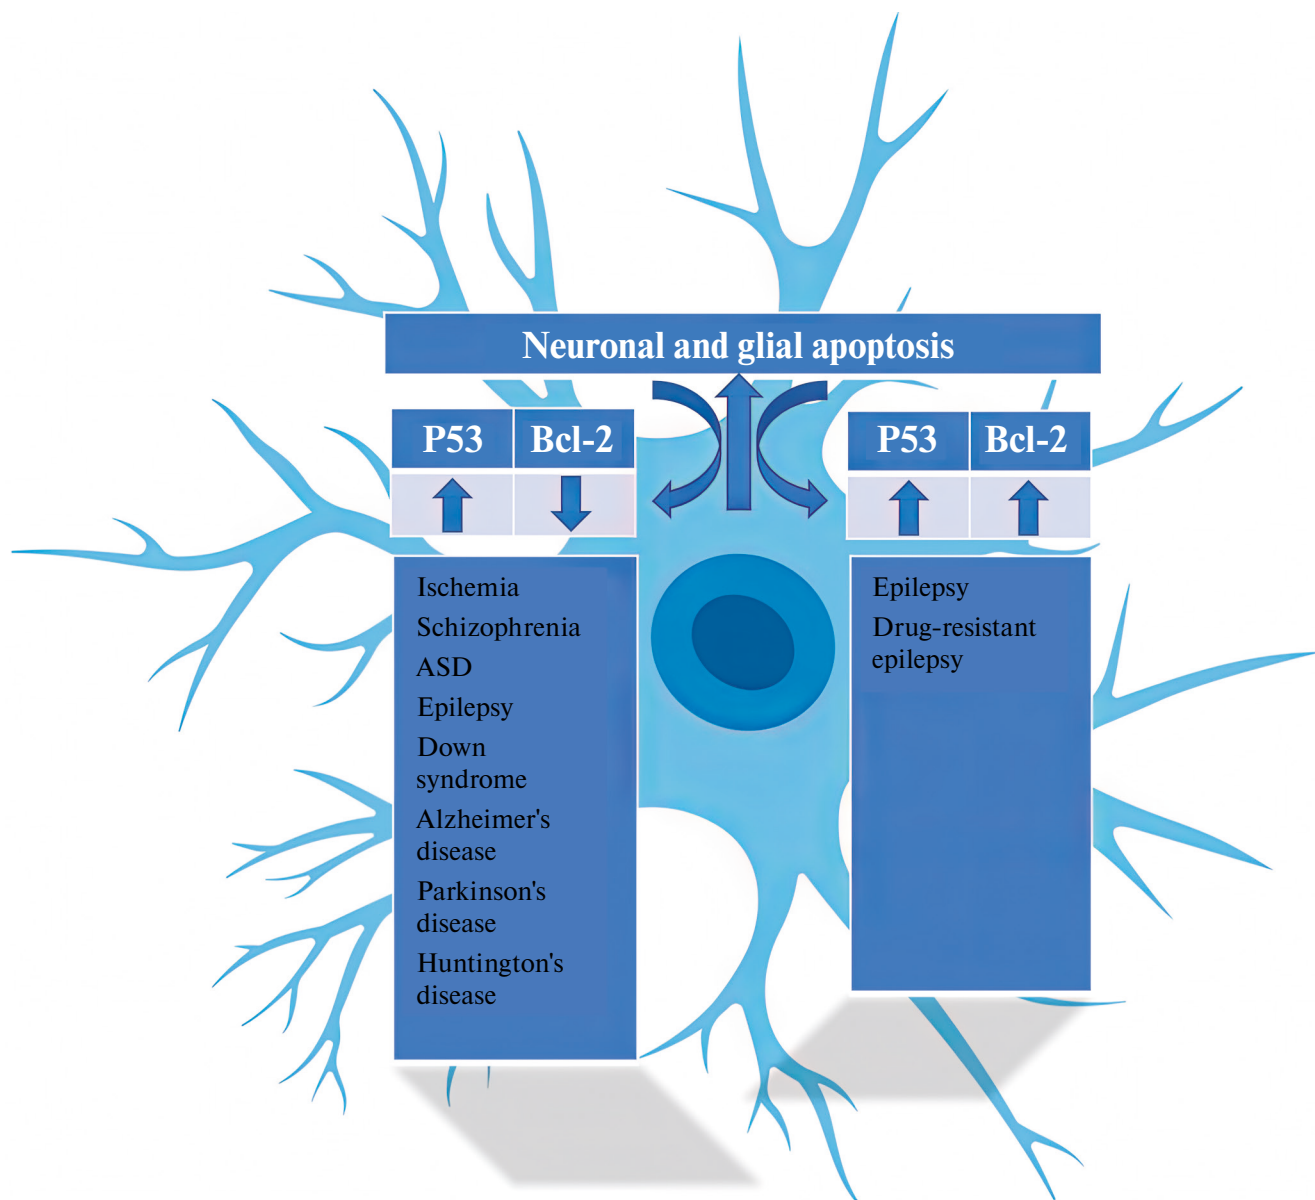 Neuronal and glial apoptosis
P53 Bcl-2
Ischemia
Schizophrenia
ASD
Epilepsy
Down
syndrome
Alzheimer's
disease
Parkinson's
disease
Huntington's
disease
P53 Bcl-2
Epilepsy
Drug-resistant
epilepsy